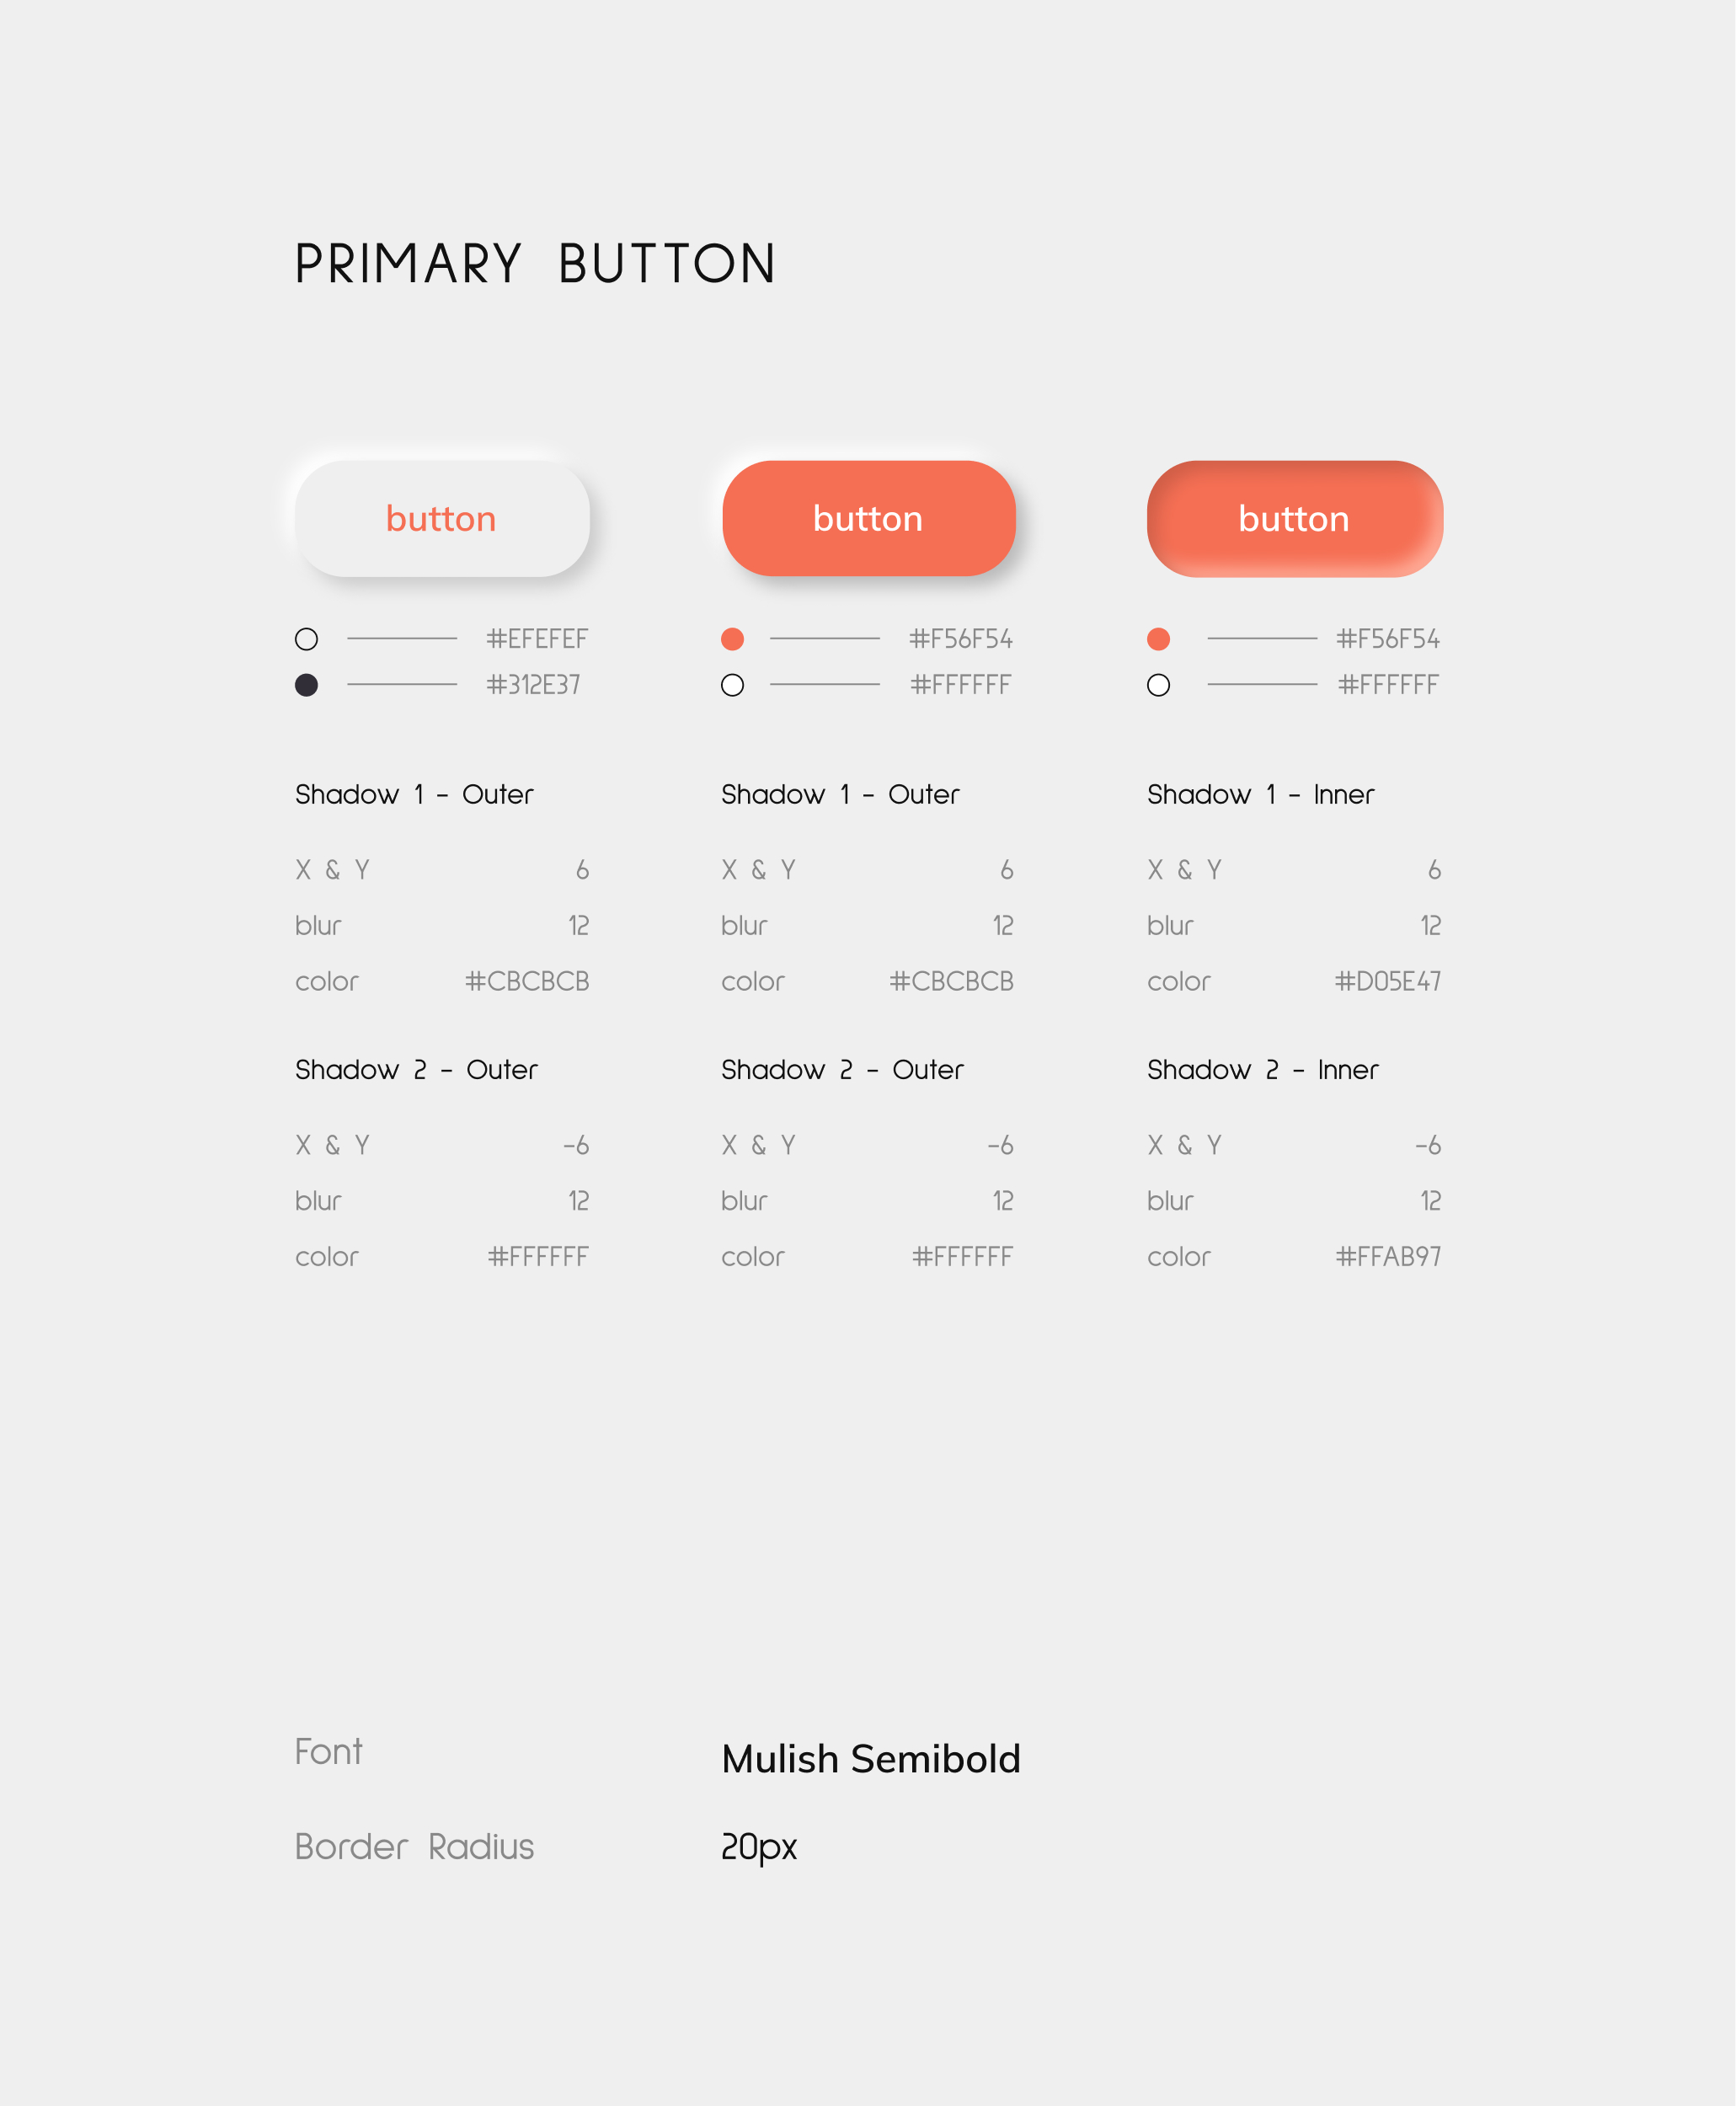 PRIMARY BUTTON
button button button
#EFEFEF #F56F54 #F56F54
#312E37 #FFFFFF #FFFFFF
Shadow 1 - Outer Shadow 1 - Outer Shadow 1 - Inner
X & Y 6 X & Y 6 X & Y 6
blur 12 blur 12 blur 12
color #CBCBCB color #CBCBCB color #D05E47
Shadow 2 - Outer Shadow 2 - Outer Shadow 2 - Inner
X & Y -6 X & Y -6 X & Y -6
blur 12 blur 12 blur 12
color #FFFFFF color #FFFFFF color #FFAB97
Font Mulish Semibold
Border Radius 20px